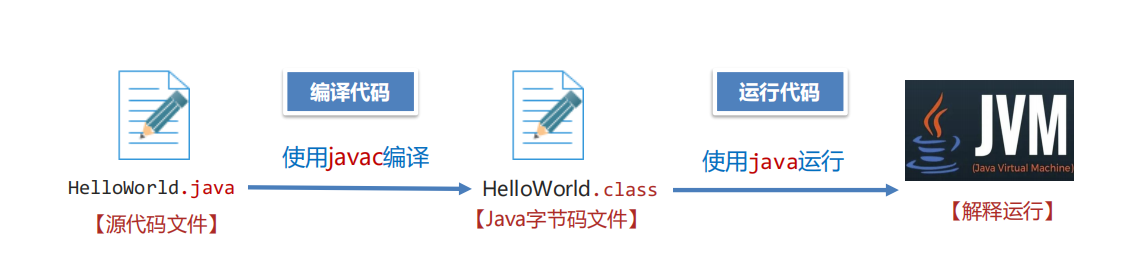 编译代码
运行代码
使用javac编译
使用java运行
JVM
(Java Virtual Machine)
HelloWorld.java
HelloWorld.class
【源代码文件】
【Java字节码文件】
【解释运行】